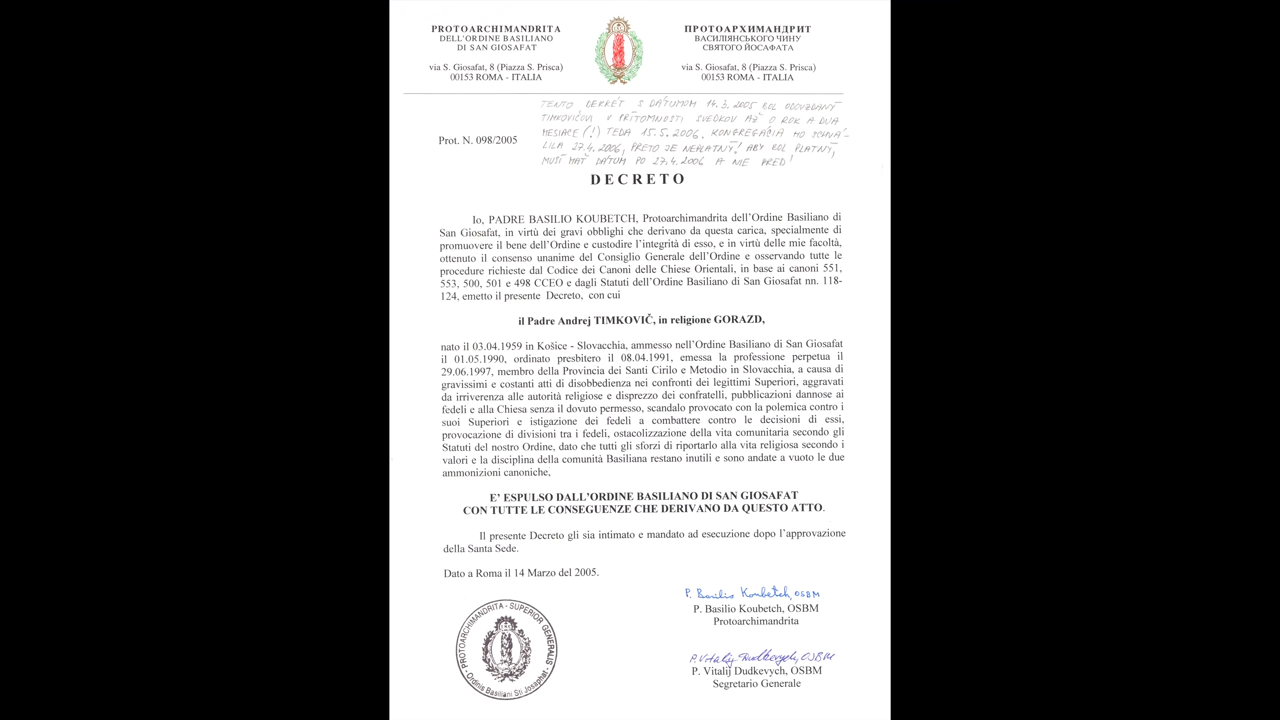 PROTOARCHIMANDRITA
DELL'ORDINE BASILIANO
DI SAN GIOSAFAT
via S. Giosafat, 8 (Piazza S. Prisca)
00153 ROMA - ITALIA
ПРОТОАРХИМАНДРИТ
ВАСИЛІЯНСЬКОГО ЧИНУ
СВЯТОГО ЙОСАФАТА
via S. Giosafat, 8 (Piazza S. Prisca)
00153 ROMA - ITALIA
TENTO DEKRÉT S DÁTUMOM 14.3.2005 BOL ODOVZDANÝ
TIMKOVIČOVI V PRÍTOMNOSTI SVEDKOV AŽ O ROK A DVA
MESIACE (!) TEDA 15.5.2006. KONGREGÁCIA HO SCHVÁ-
LILA 27.4.2006, PRETO JE NEPLATNÝ! ABY BOL PLATNÝ,
MUSÍ MAŤ DÁTUM PO 27.4.2006 A NIE PRED!
Prot. N. 098/2005
DECRETO
Io, PADRE BASILIO KOUBETCH, Protoarchimandrita dell'Ordine Basiliano di
San Giosafat, in virtù dei gravi obblighi che derivano da questa carica, specialmente di
promuovere il bene dell'Ordine e custodire l'integrità di esso, e in virtù delle mie facoltà,
ottenuto il consenso unanime del Consiglio Generale dell'Ordine e osservando tutte le
procedure richieste dal Codice dei Canoni delle Chiese Orientali, in base ai canoni 551,
553, 500, 501 e 498 CCEO e dagli Statuti dell'Ordine Basiliano di San Giosafat nn. 118-
124, emetto il presente Decreto, con cui
il Padre Andrej TIMKOVIČ, in religione GORAZD,
nato il 03.04.1959 in Košice - Slovacchia, ammesso nell'Ordine Basiliano di San Giosafat
il 01.05.1990, ordinato presbitero il 08.04.1991, emessa la professione perpetua il
29.06.1997, membro della Provincia dei Santi Cirilo e Metodio in Slovacchia, a causa di
gravissimi e costanti atti di disobbedienza nei confronti dei legittimi Superiori, aggravati
da irriverenza alle autorità religiose e disprezzo dei confratelli, pubblicazioni dannose ai
fedeli e alla Chiesa senza il dovuto permesso, scandalo provocato con la polemica contro i
suoi Superiori e istigazione dei fedeli a combattere contro le decisioni di essi,
provocazione di divisioni tra i fedeli, ostacolizzazione della vita comunitaria secondo gli
Statuti del nostro Ordine, dato che tutti gli sforzi di riportarlo alla vita religiosa secondo i
valori e la disciplina della comunità Basiliana restano inutili e sono andate a vuoto le due
ammonizioni canoniche,
E' ESPULSO DALL'ORDINE BASILIANO DI SAN GIOSAFAT
CON TUTTE LE CONSEGUENZE CHE DERIVANO DA QUESTO ATTO.
Il presente Decreto gli sia intimato e mandato ad esecuzione dopo l'approvazione
della Santa Sede.
Dato a Roma il 14 Marzo del 2005.
P. Basilio Koubetch, OSBM
P. Basilio Koubetch, OSBM
Protoarchimandrita
P. Vitalij Dudkevych, OSBM
P. Vitalij Dudkevych, OSBM
Segretario Generale
PROTOARCHIMANDRITA - SUPERIOR GENERALIS
- Ordinis Basiliani Sti Josaphat -